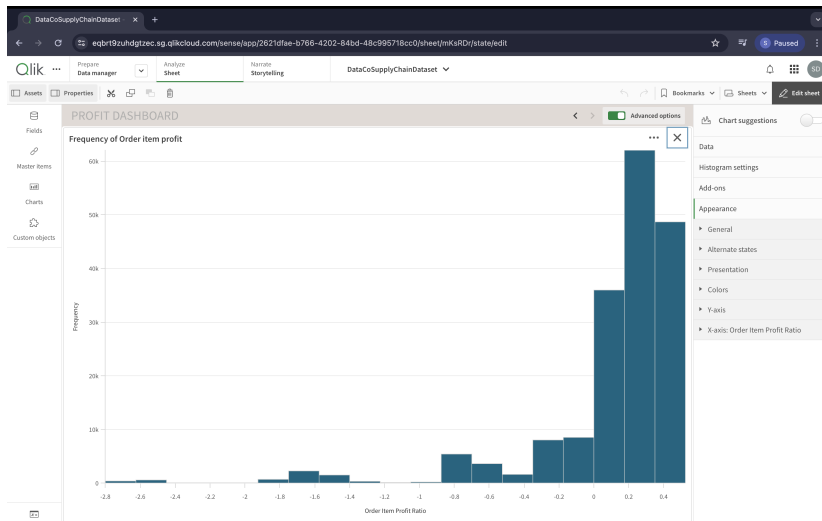 DataCoSupplyChainDataset -
eqbrt9zuhdgtzec.sg.qlikcloud.com/sense/app/2621dfae-b766-4202-84bd-48c995718cc0/sheet/mKsRDr/state/edit
S Paused
Qlik
Prepare
Data manager
Analyze
Sheet
Narrate
Storytelling
DataCoSupplyChainDataset
SD
Assets
Properties
Bookmarks
Sheets
Edit sheet
Fields
Master items
Charts
Custom objects
PROFIT DASHBOARD
Advanced options
Frequency of Order item profit
60k
50k
40k
30k
20k
10k
0
Frequency
-2.8 -2.6 -2.4 -2.2 -2 -1.8 -1.6 -1.4 -1.2 -1 -0.8 -0.6 -0.4 -0.2 0 0.2 0.4
Order Item Profit Ratio
Chart suggestions
Data
Histogram settings
Add-ons
Appearance
General
Alternate states
Presentation
Colors
Y-axis
X-axis: Order Item Profit Ratio